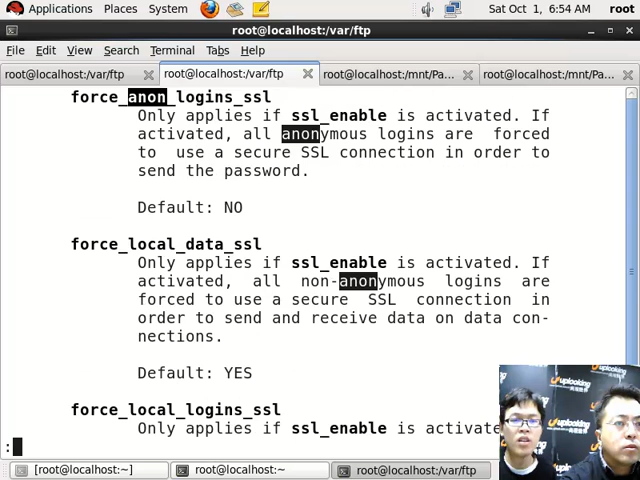 Applications Places System Sat Oct 1, 6:54 AM root
root@localhost:/var/ftp
File Edit View Search Terminal Tabs Help
root@localhost:/var/ftp root@localhost:/var/ftp root@localhost:/mnt/Pa... root@localhost:/mnt/Pa...
force_anon_logins_ssl
Only applies if ssl_enable is activated. If
activated, all anonymous logins are forced
to use a secure SSL connection in order to
send the password.
Default: NO
force_local_data_ssl
Only applies if ssl_enable is activated. If
activated, all non-anonymous logins are
forced to use a secure SSL connection in
order to send and receive data on data con-
nections.
Default: YES
force_local_logins_ssl
Only applies if ssl_enable is activate
:
[root@localhost:~] root@localhost:~ root@localhost:/var/ftp
uplooking
uplooking